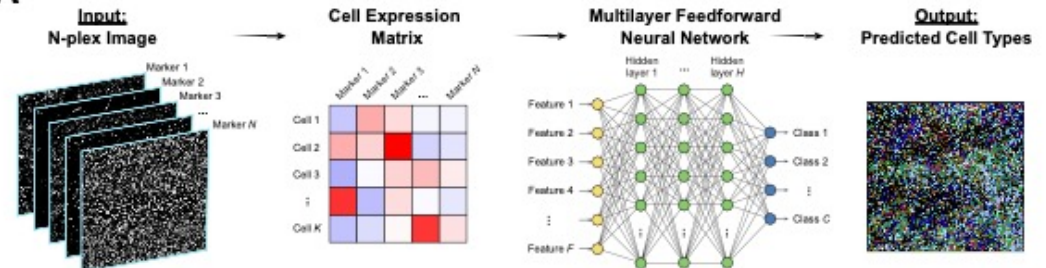 Input:
N-plex Image
Marker 1
Marker 2
Marker 3
...
Marker N
Cell Expression
Matrix
Marker 1
Marker 2
Marker 3
...
Marker N
Cell 1
Cell 2
Cell 3
⋮
Cell K
Multilayer Feedforward
Neural Network
Hidden
layer 1
...
Hidden
layer H
Feature 1
Feature 2
Feature 3
Feature 4
⋮
Feature F
Class 1
Class 2
⋮
Class C
Output:
Predicted Cell Types